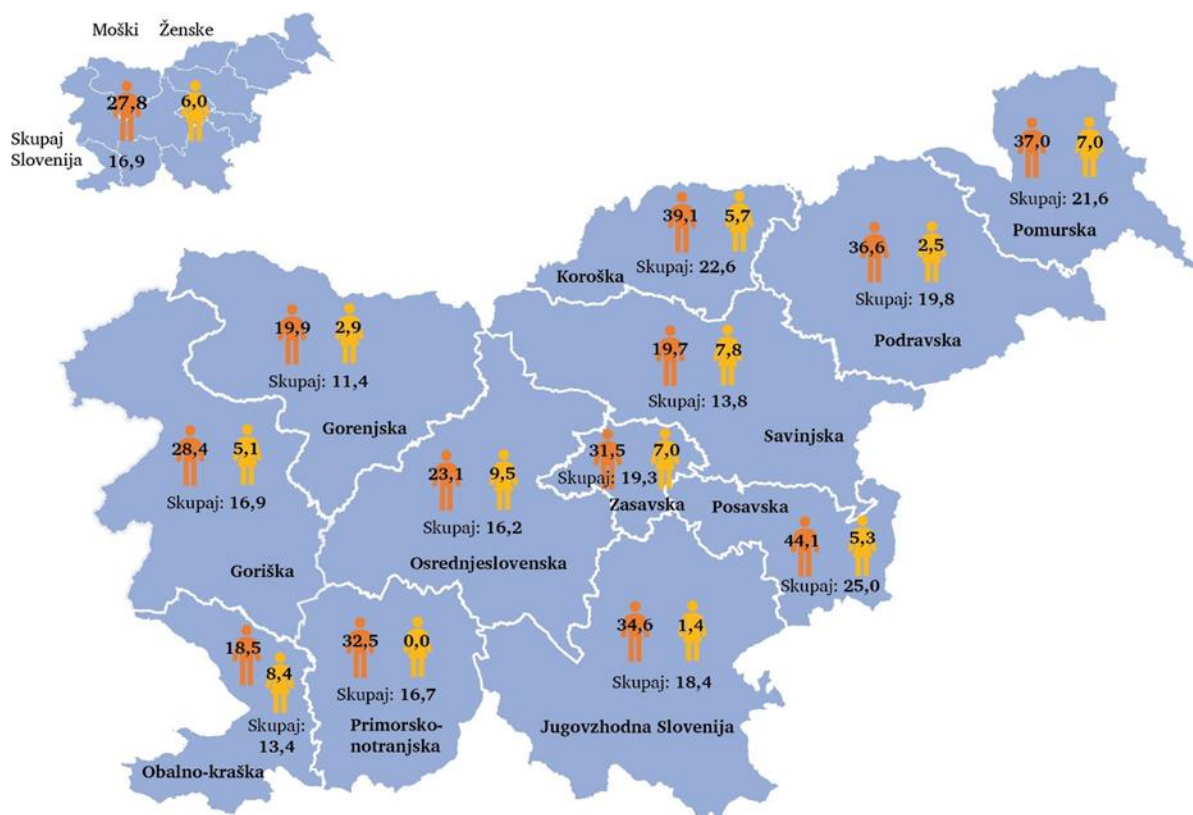 Moški Ženske
27,8 6,0
Skupaj
Slovenija 16,9
37,0 7,0
Skupaj: 21,6
Pomurska
39,1 5,7
Skupaj: 22,6
Koroška
36,6 2,5
Skupaj: 19,8
Podravska
19,9 2,9
Skupaj: 11,4
Gorenjska
19,7 7,8
Skupaj: 13,8
Savinjska
28,4 5,1
Skupaj: 16,9
Goriška
23,1 9,5
Skupaj: 16,2
Osrednjeslovenska
31,5 7,0
Skupaj: 19,3
Zasavska
Posavska
44,1 5,3
Skupaj: 25,0
18,5
8,4
Skupaj:
13,4
Obalno-kraška
32,5 0,0
Skupaj: 16,7
Primorsko-
notranjska
34,6 1,4
Skupaj: 18,4
Jugovzhodna Slovenija